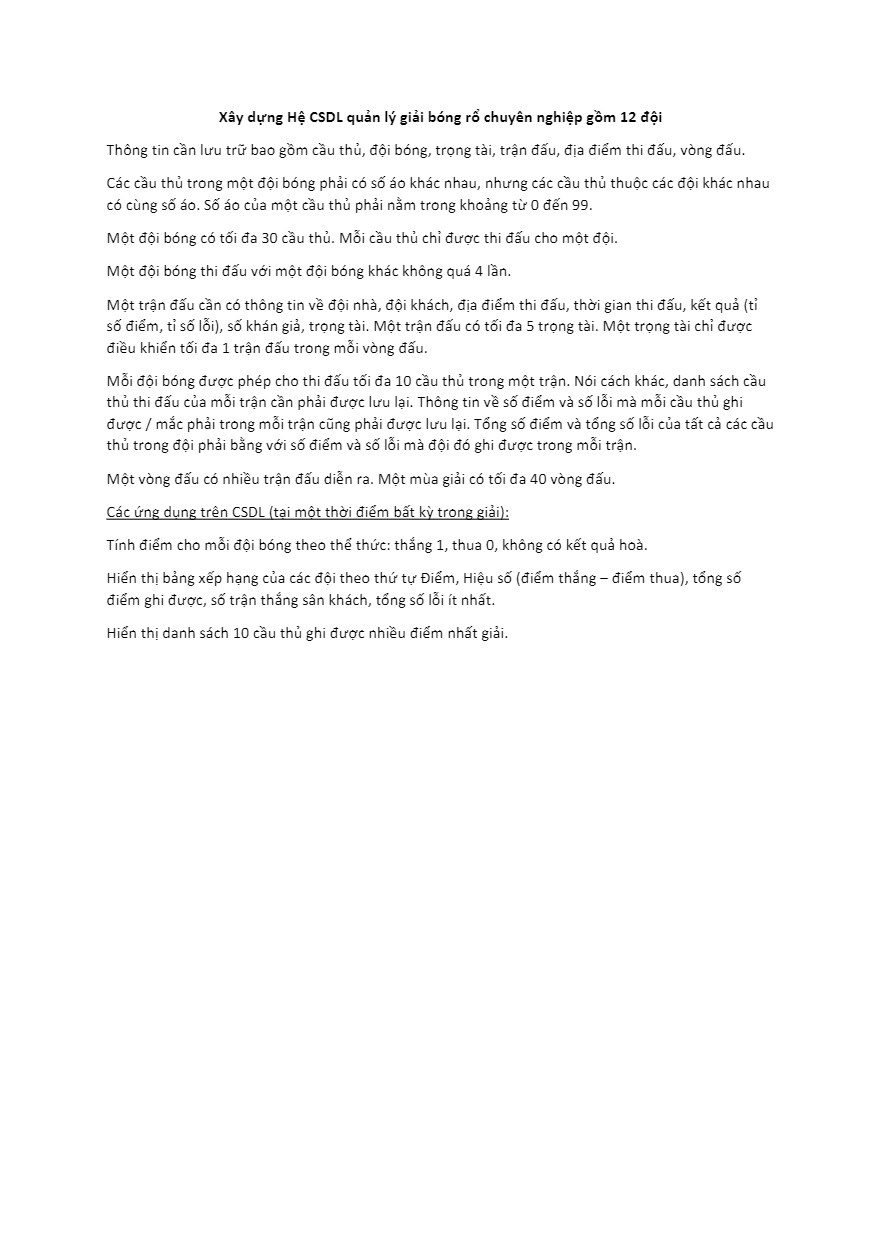 Xây dựng Hệ CSDL quản lý giải bóng rổ chuyên nghiệp gồm 12 đội
Thông tin cần lưu trữ bao gồm cầu thủ, đội bóng, trọng tài, trận đấu, địa điểm thi đấu, vòng đấu.
Các cầu thủ trong một đội bóng phải có số áo khác nhau, nhưng các cầu thủ thuộc các đội khác nhau
có cùng số áo. Số áo của một cầu thủ phải nằm trong khoảng từ 0 đến 99.
Một đội bóng có tối đa 30 cầu thủ. Mỗi cầu thủ chỉ được thi đấu cho một đội.
Một đội bóng thi đấu với một đội bóng khác không quá 4 lần.
Một trận đấu cần có thông tin về đội nhà, đội khách, địa điểm thi đấu, thời gian thi đấu, kết quả (tỉ
số điểm, tỉ số lỗi), số khán giả, trọng tài. Một trận đấu có tối đa 5 trọng tài. Một trọng tài chỉ được
điều khiển tối đa 1 trận đấu trong mỗi vòng đấu.
Mỗi đội bóng được phép cho thi đấu tối đa 10 cầu thủ trong một trận. Nói cách khác, danh sách cầu
thủ thi đấu của mỗi trận cần phải được lưu lại. Thông tin về số điểm và số lỗi mà mỗi cầu thủ ghi
được / mắc phải trong mỗi trận cũng phải được lưu lại. Tổng số điểm và tổng số lỗi của tất cả các cầu
thủ trong đội phải bằng với số điểm và số lỗi mà đội đó ghi được trong mỗi trận.
Một vòng đấu có nhiều trận đấu diễn ra. Một mùa giải có tối đa 40 vòng đấu.
Các ứng dụng trên CSDL (tại một thời điểm bất kỳ trong giải):
Tính điểm cho mỗi đội bóng theo thể thức: thắng 1, thua 0, không có kết quả hoà.
Hiển thị bảng xếp hạng của các đội theo thứ tự Điểm, Hiệu số (điểm thắng – điểm thua), tổng số
điểm ghi được, số trận thắng sân khách, tổng số lỗi ít nhất.
Hiển thị danh sách 10 cầu thủ ghi được nhiều điểm nhất giải.